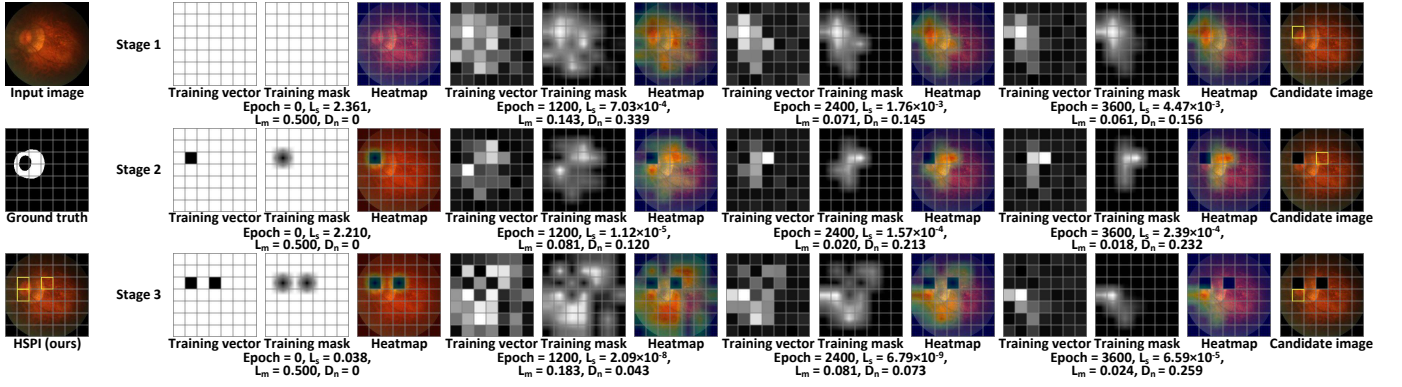 Stage 1
Input image
Training vector Training mask Heatmap Training vector Training mask Heatmap Training vector Training mask Heatmap Training vector Training mask Heatmap Candidate image
Epoch = 0, Lₛ = 2.361, Epoch = 1200, Lₛ = 7.03×10⁻⁴, Epoch = 2400, Lₛ = 1.76×10⁻³, Epoch = 3600, Lₛ = 4.47×10⁻³,
Lₘ = 0.500, Dₙ = 0 Lₘ = 0.143, Dₙ = 0.339 Lₘ = 0.071, Dₙ = 0.145 Lₘ = 0.061, Dₙ = 0.156
Stage 2
Ground truth
Training vector Training mask Heatmap Training vector Training mask Heatmap Training vector Training mask Heatmap Training vector Training mask Heatmap Candidate image
Epoch = 0, Lₛ = 2.210, Epoch = 1200, Lₛ = 1.12×10⁻⁵, Epoch = 2400, Lₛ = 1.57×10⁻⁴, Epoch = 3600, Lₛ = 2.39×10⁻⁴,
Lₘ = 0.500, Dₙ = 0 Lₘ = 0.081, Dₙ = 0.120 Lₘ = 0.020, Dₙ = 0.213 Lₘ = 0.018, Dₙ = 0.232
Stage 3
HSPI (ours)
Training vector Training mask Heatmap Training vector Training mask Heatmap Training vector Training mask Heatmap Training vector Training mask Heatmap Candidate image
Epoch = 0, Lₛ = 0.038, Epoch = 1200, Lₛ = 2.09×10⁻⁸, Epoch = 2400, Lₛ = 6.79×10⁻⁹, Epoch = 3600, Lₛ = 6.59×10⁻⁵,
Lₘ = 0.500, Dₙ = 0 Lₘ = 0.183, Dₙ = 0.043 Lₘ = 0.081, Dₙ = 0.073 Lₘ = 0.024, Dₙ = 0.259